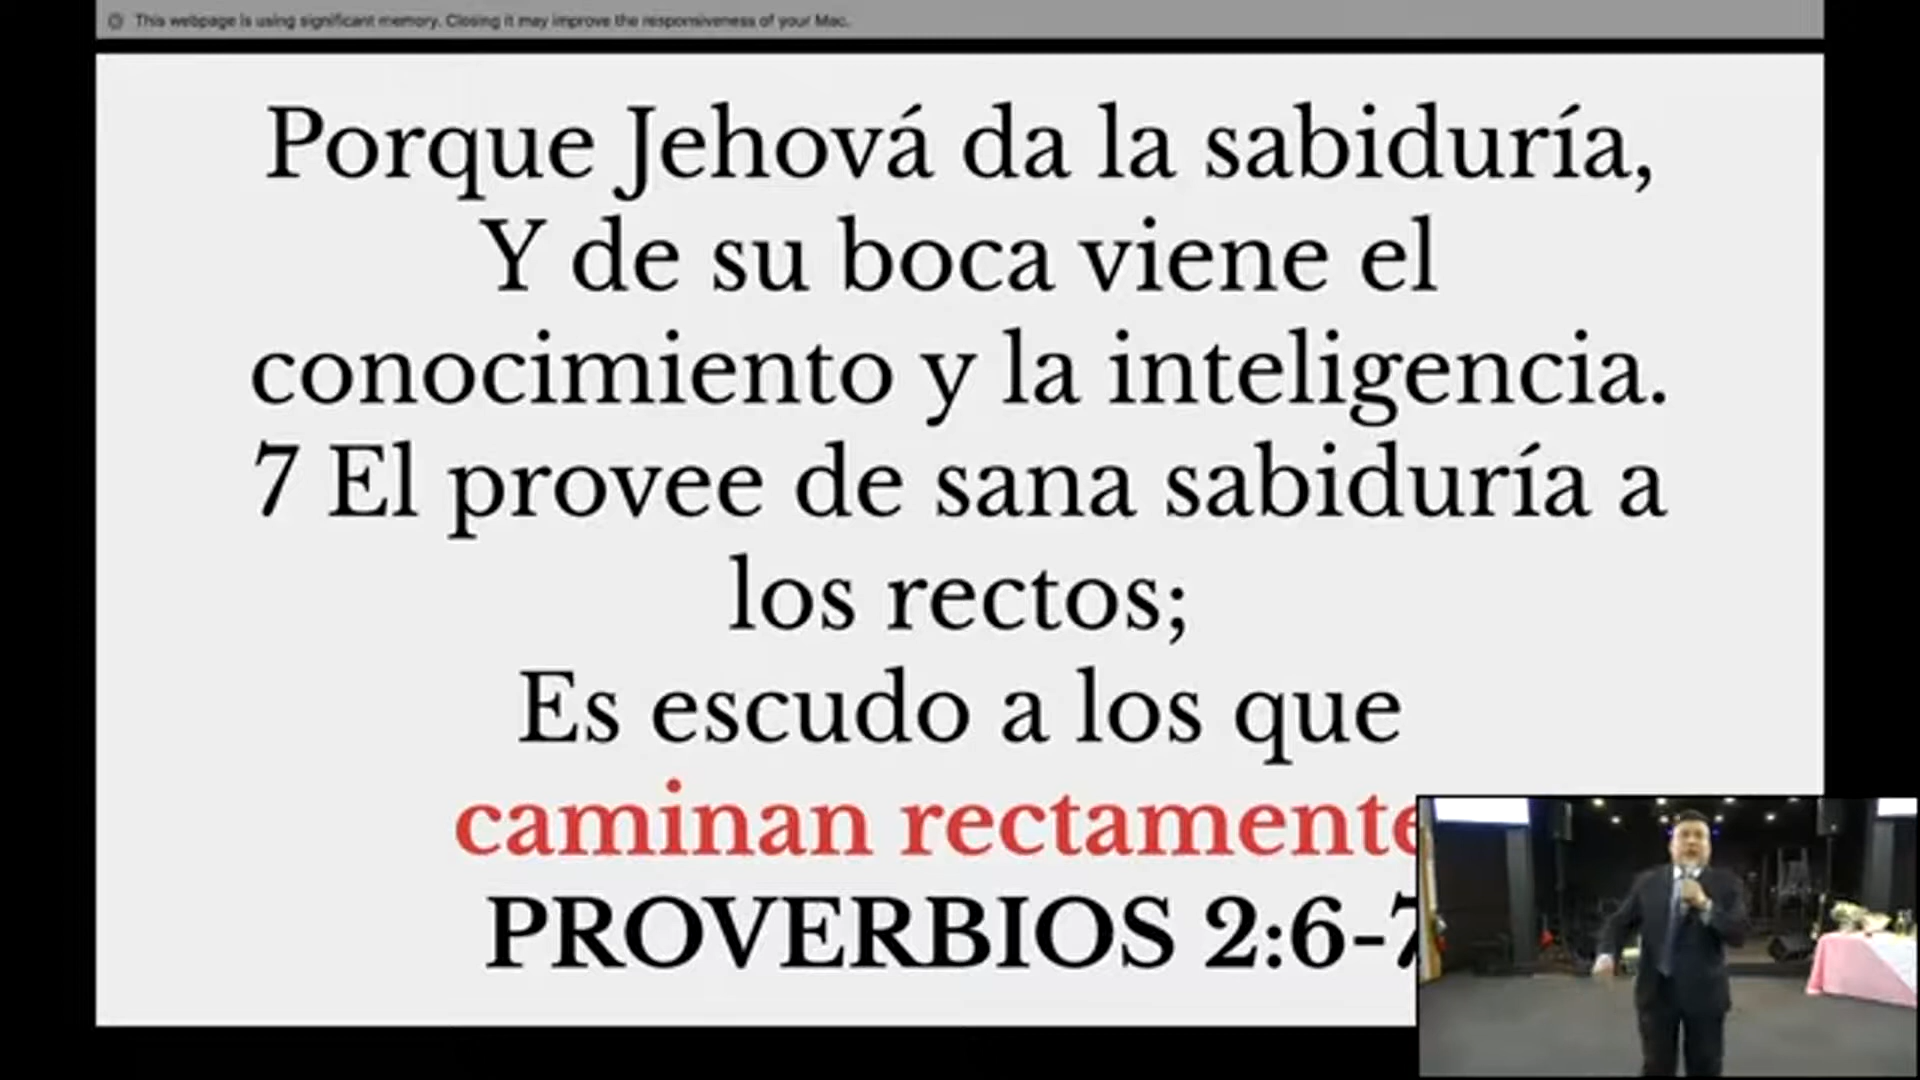 This webpage is using significant memory. Closing it may improve the responsiveness of your Mac.
Porque Jehová da la sabiduría,
Y de su boca viene el
conocimiento y la inteligencia.
7 El provee de sana sabiduría a
los rectos;
Es escudo a los que
caminan rectamente
PROVERBIOS 2:6-7